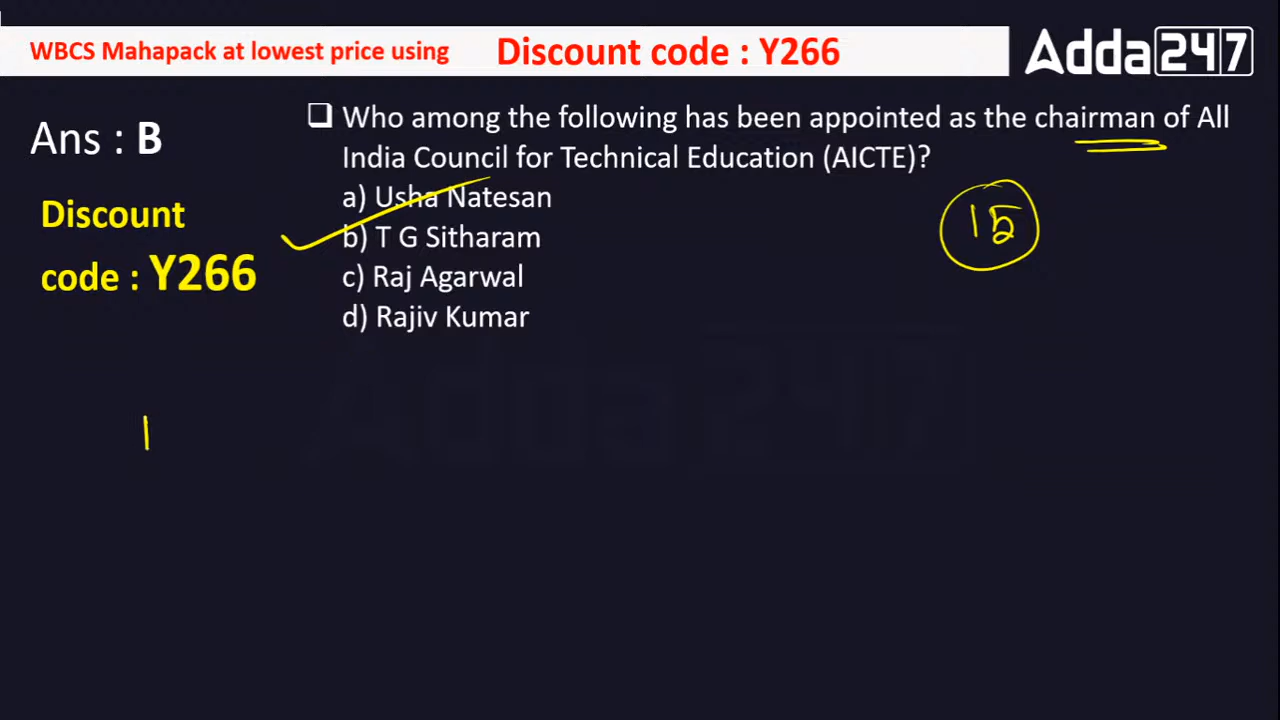 WBCS Mahapack at lowest price using Discount code : Y266
Adda247
Ans : B
Discount
code : Y266
❑ Who among the following has been appointed as the chairman of All
India Council for Technical Education (AICTE)?
a) Usha Natesan
b) T G Sitharam
c) Raj Agarwal
d) Rajiv Kumar
15
Adda247